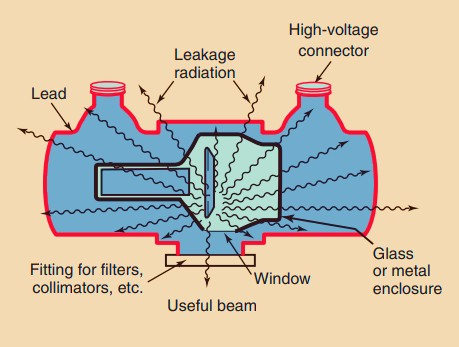 High-voltage
connector
Leakage
radiation
Lead
Fitting for filters,
collimators, etc.
Window
Useful beam
Glass
or metal
enclosure